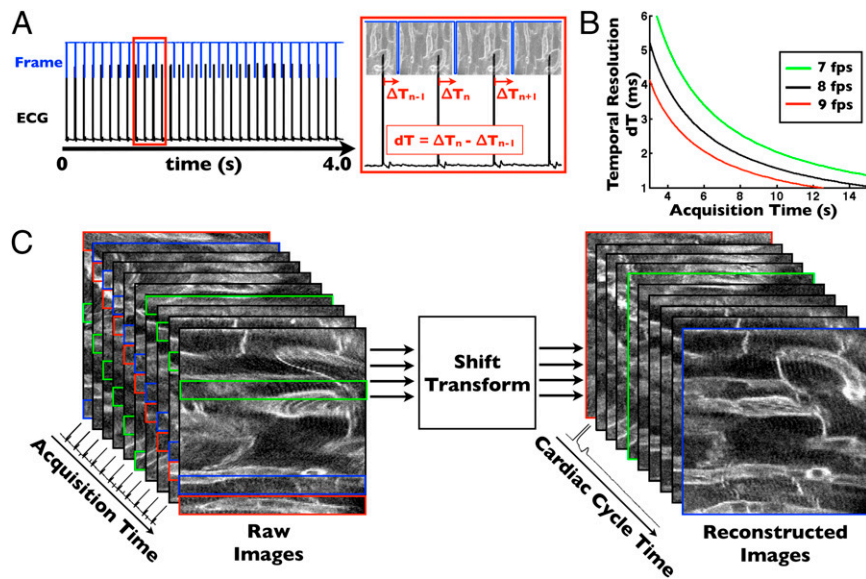 A
Frame
ECG
0
time (s)
4.0
ΔTn-1
ΔTn
ΔTn+1
dT = ΔTn - ΔTn-1
B
Temporal Resolution
dT (ms)
6
5
4
3
2
1
7 fps
8 fps
9 fps
4
6
8
10
12
14
Acquisition Time (s)
C
Acquisition Time
Raw
Images
Shift
Transform
Cardiac Cycle Time
Reconstructed
Images